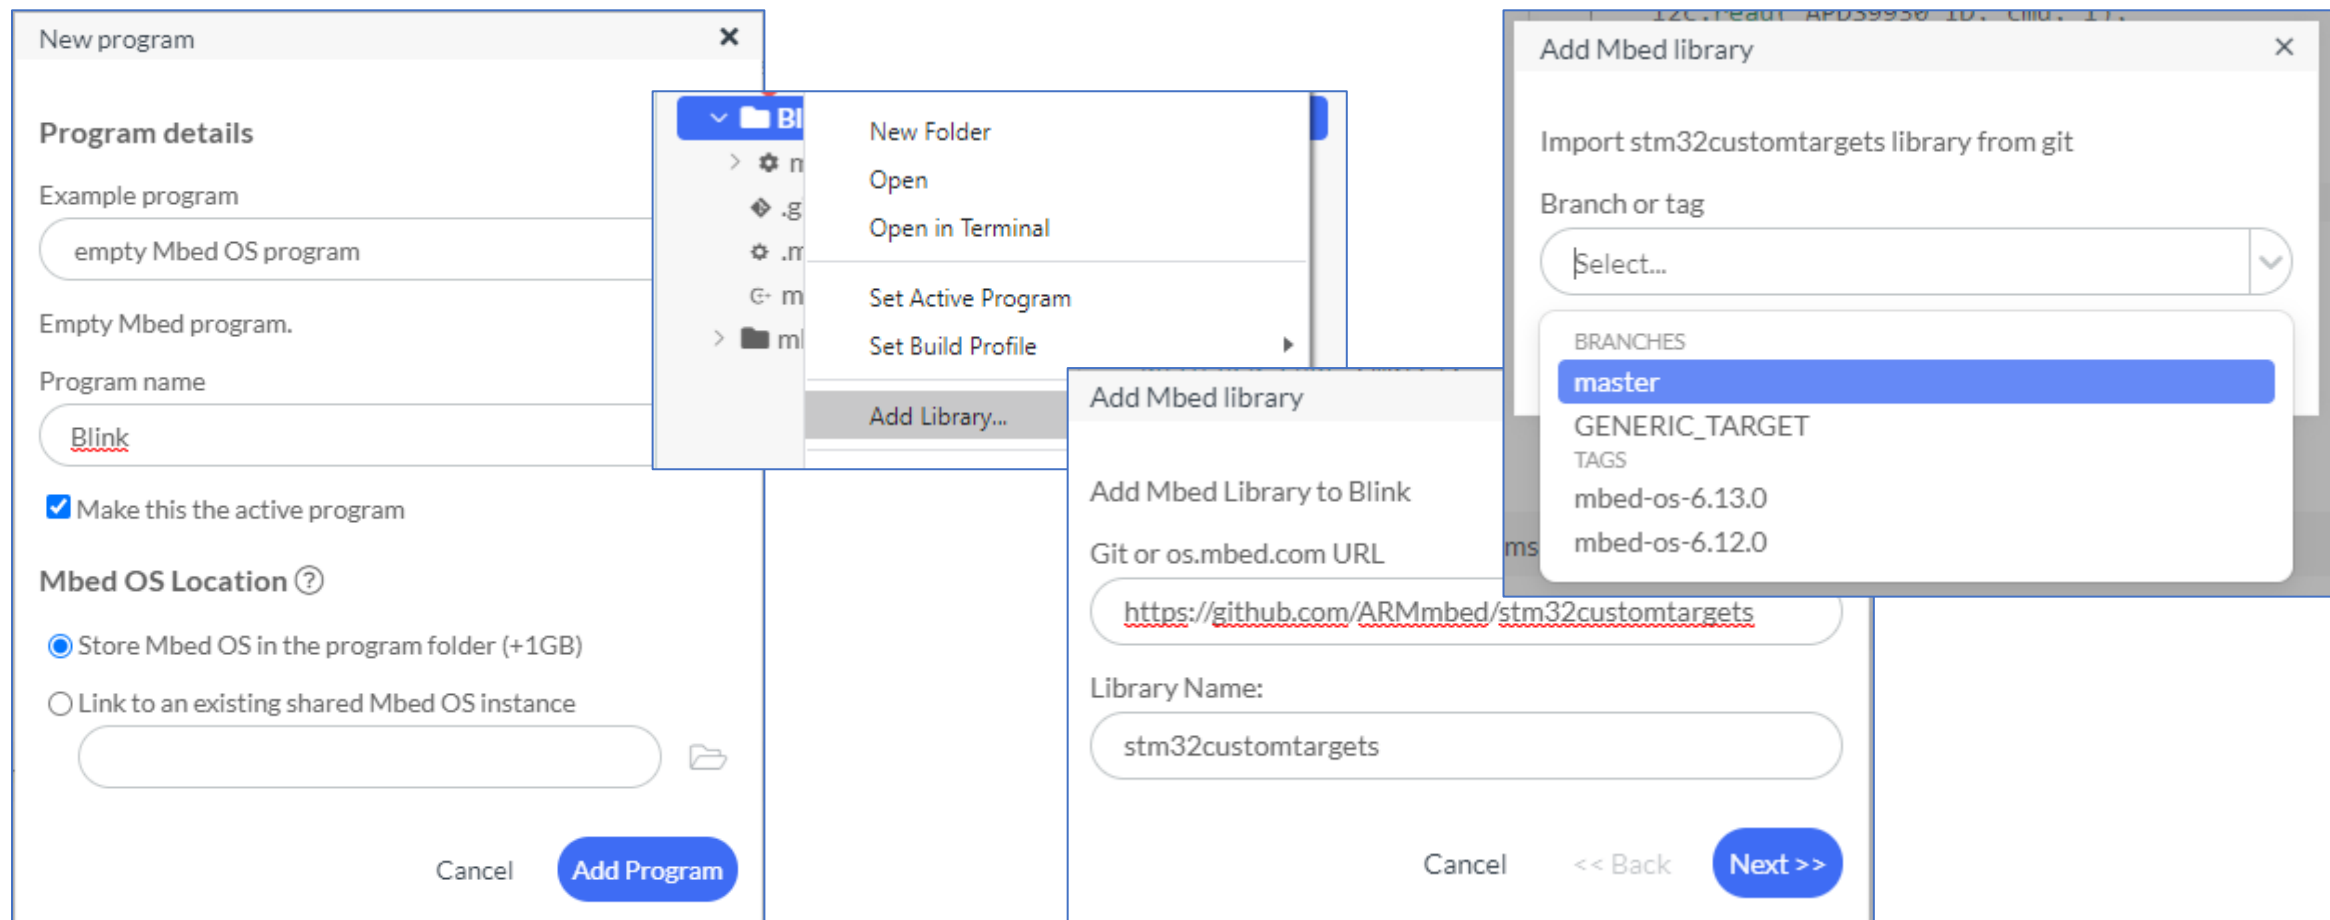 New program
Program details
Example program
empty Mbed OS program
Empty Mbed program.
Program name
Blink
Make this the active program
Mbed OS Location
Store Mbed OS in the program folder (+1GB)
Link to an existing shared Mbed OS instance
Cancel
Add Program
New Folder
Open
Open in Terminal
Set Active Program
Set Build Profile
Add Library...
Add Mbed library
Add Mbed Library to Blink
Git or os.mbed.com URL
https://github.com/ARMmbed/stm32customtargets
Library Name:
stm32customtargets
Cancel
<< Back
Next >>
Add Mbed library
Import stm32customtargets library from git
Branch or tag
Select...
BRANCHES
master
GENERIC_TARGET
TAGS
mbed-os-6.13.0
mbed-os-6.12.0
ms